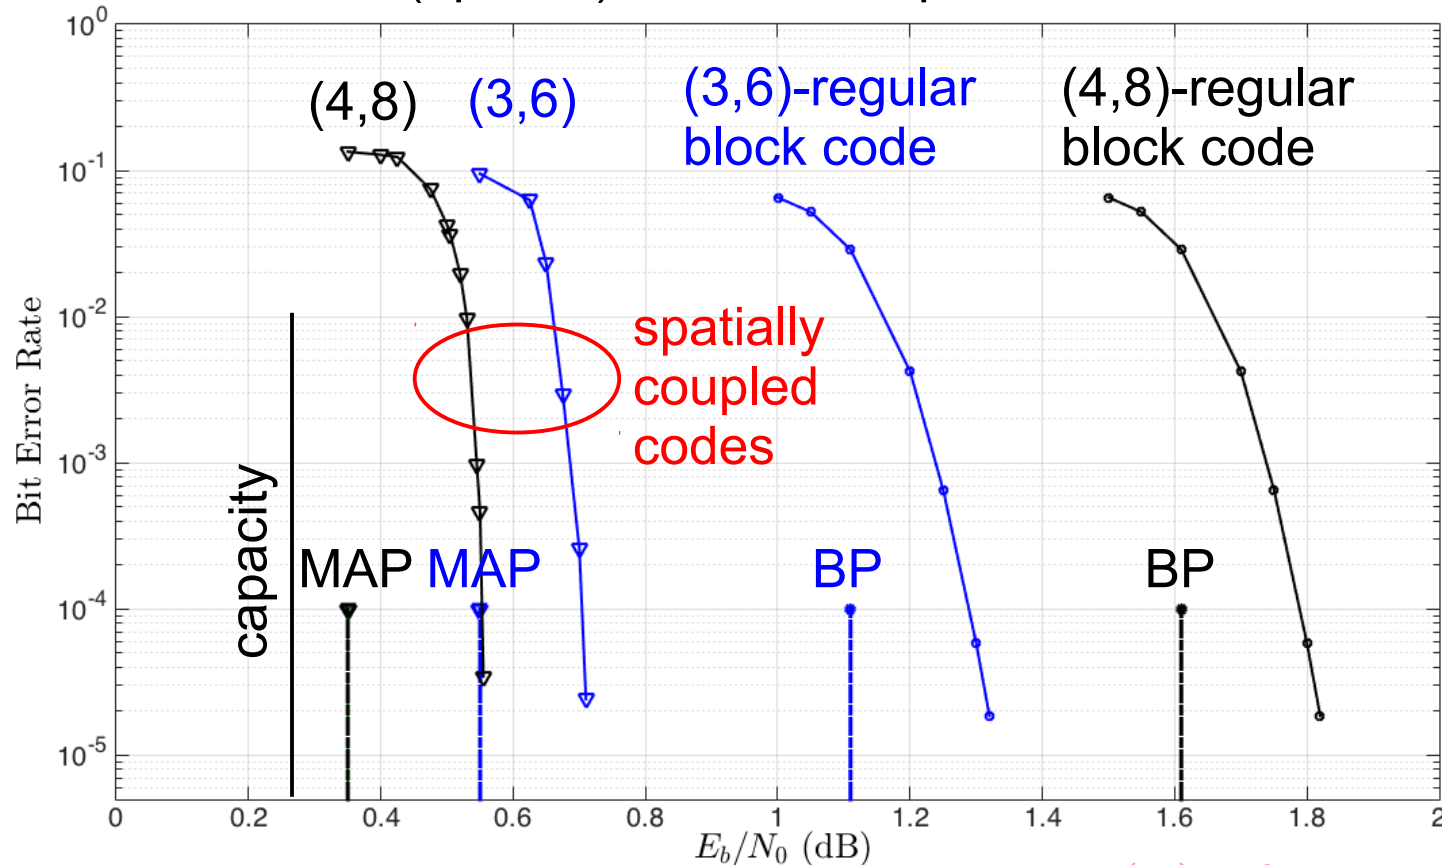 10^0
(4,8)
(3,6)
(3,6)-regular
block code
(4,8)-regular
block code
10^-1
10^-2
spatially
coupled
codes
10^-3
Bit Error Rate
capacity
MAP
MAP
BP
BP
10^-4
10^-5
0 0.2 0.4 0.6 0.8 1 1.2 1.4 1.6 1.8 2
E_b/N_0 (dB)